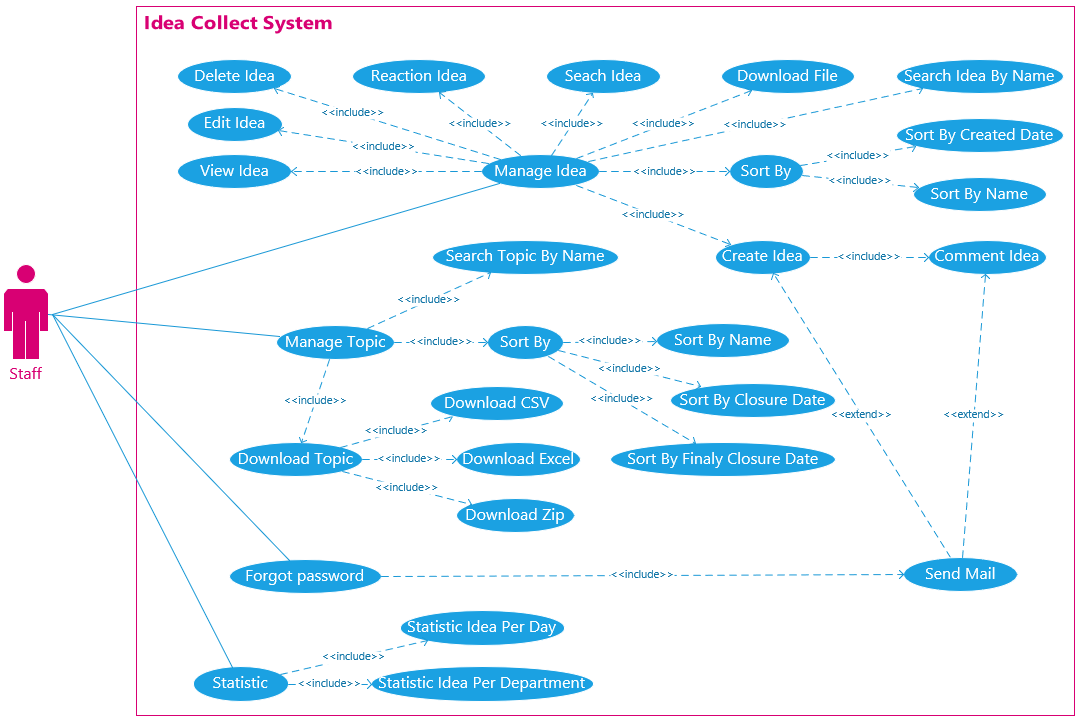 Idea Collect System
Delete Idea
Reaction Idea
Seach Idea
Download File
Search Idea By Name
<<include>>
<<include>>
<<include>>
<<include>>
<<include>>
Edit Idea
Sort By Created Date
<<include>>
<<include>>
View Idea
<<include>>
Manage Idea
<<include>>
Sort By
<<include>>
Sort By Name
<<include>>
Search Topic By Name
Create Idea
<<include>>
Comment Idea
<<include>>
Manage Topic
<<include>>
Sort By
<<include>>
Sort By Name
<<include>>
Staff
<<include>>
Download CSV
<<include>>
Sort By Closure Date
<<extend>>
<<extend>>
<<include>>
Download Topic
<<include>>
Download Excel
Sort By Finaly Closure Date
<<include>>
Download Zip
Forgot password
<<include>>
Send Mail
Statistic Idea Per Day
<<include>>
Statistic
<<include>>
Statistic Idea Per Department